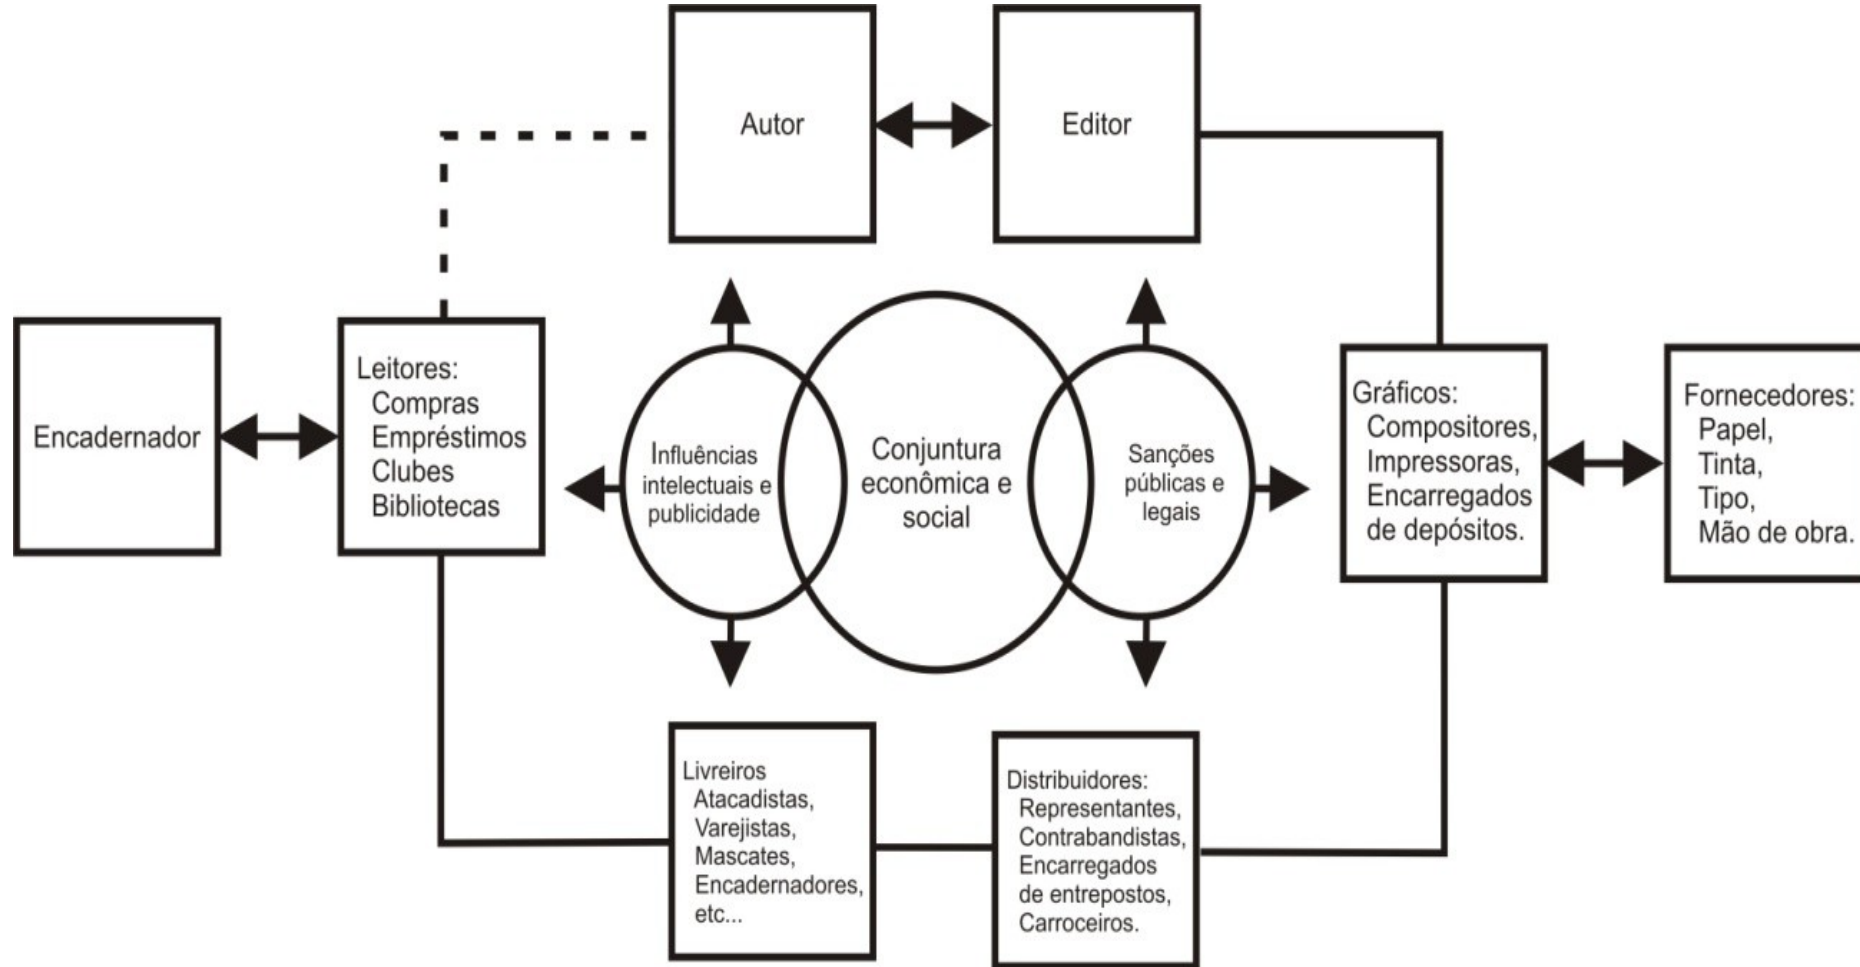 Autor
Editor
Encadernador
Leitores:
Compras
Empréstimos
Clubes
Bibliotecas
Influências
intelectuais e
publicidade
Conjuntura
econômica e
social
Sanções
públicas e
legais
Gráficos:
Compositores,
Impressoras,
Encarregados
de depósitos.
Fornecedores:
Papel,
Tinta,
Tipo,
Mão de obra.
Livreiros
Atacadistas,
Varejistas,
Mascates,
Encadernadores,
etc...
Distribuidores:
Representantes,
Contrabandistas,
Encarregados
de entrepostos,
Carroceiros.